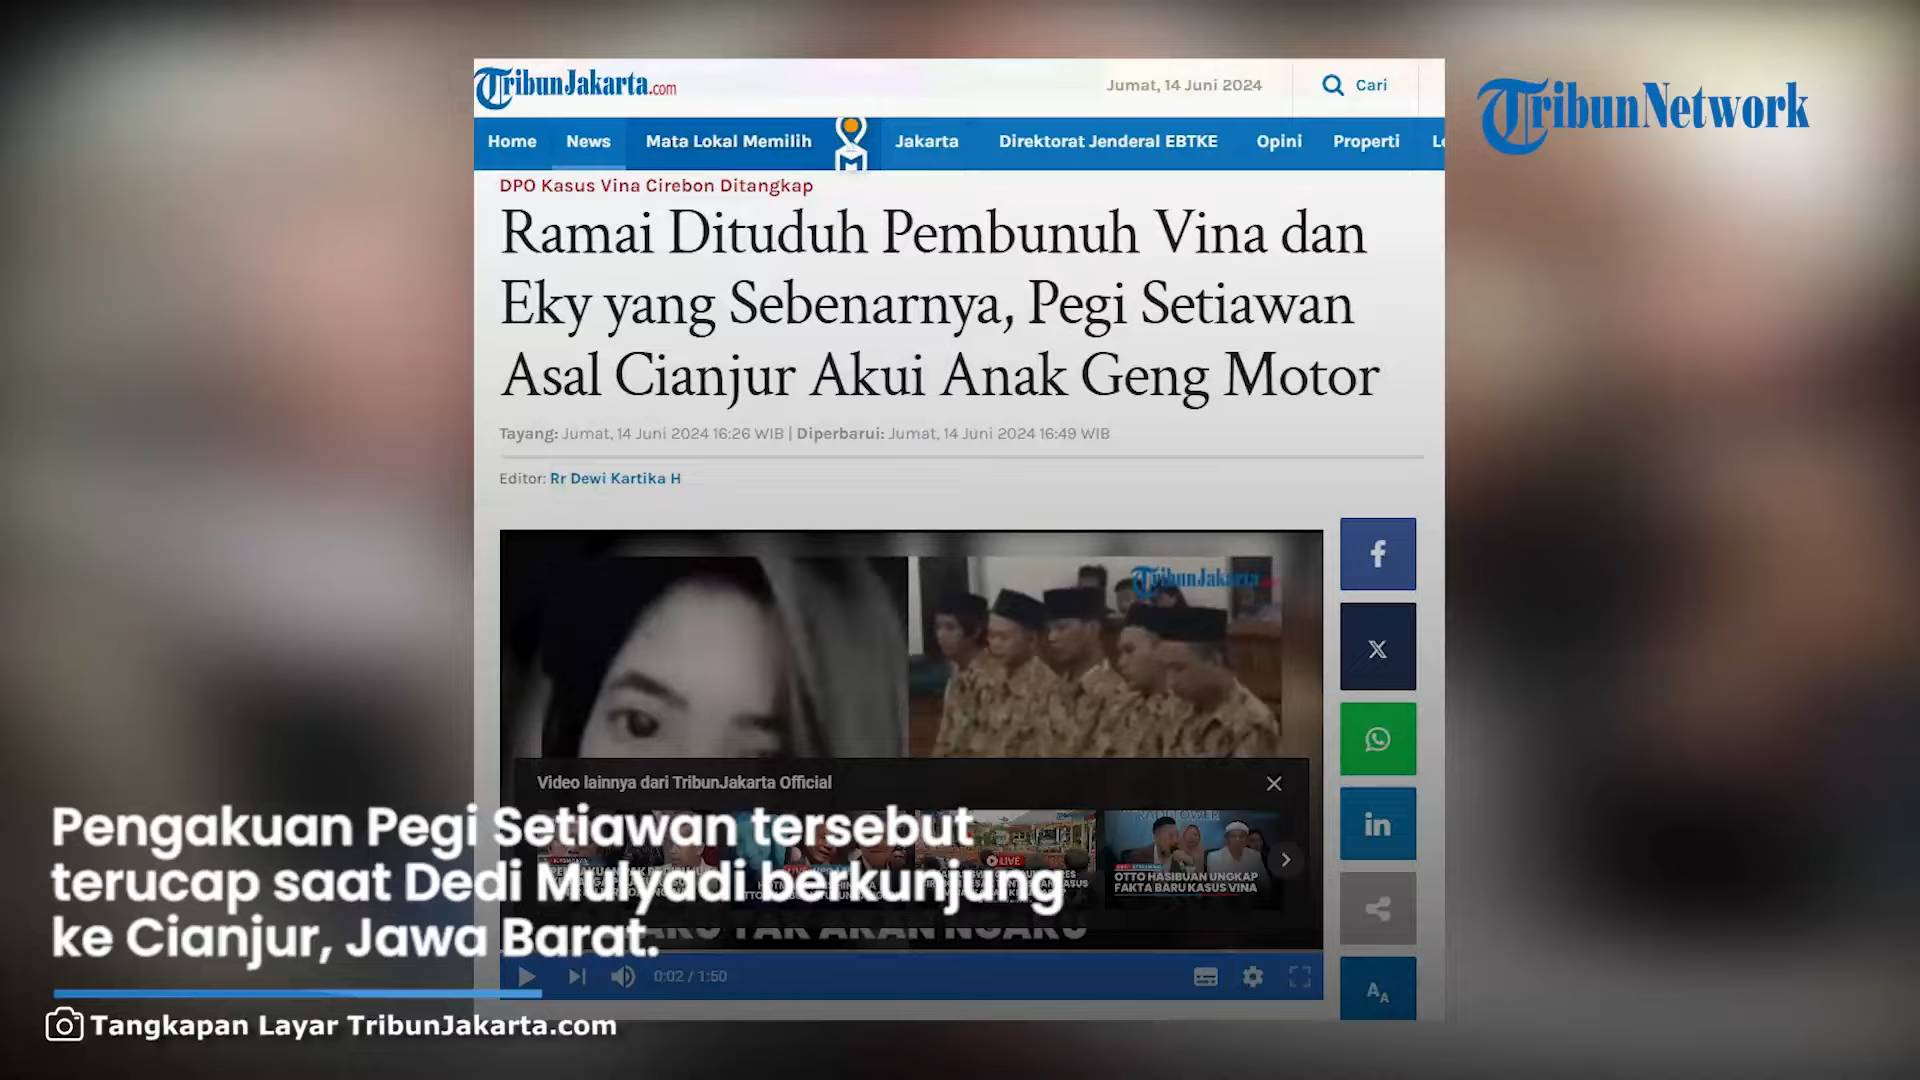 TribunJakarta.com
Jumat, 14 Juni 2024
Cari
TribunNetwork
Home News Mata Lokal Memilih Jakarta Direktorat Jenderal EBTKE Opini Properti
DPO Kasus Vina Cirebon Ditangkap
Ramai Dituduh Pembunuh Vina dan
Eky yang Sebenarnya, Pegi Setiawan
Asal Cianjur Akui Anak Geng Motor
Tayang: Jumat, 14 Juni 2024 16:26 WIB | Diperbarui: Jumat, 14 Juni 2024 16:49 WIB
Editor: Rr Dewi Kartika H
TribunJakarta
Video lainnya dari TribunJakarta Official
LIVE
OTTO HASIBUAN UNGKAP
FAKTA BARU KASUS VINA
Pengakuan Pegi Setiawan tersebut
terucap saat Dedi Mulyadi berkunjung
ke Cianjur, Jawa Barat.
0:02 / 1:50
Tangkapan Layar TribunJakarta.com